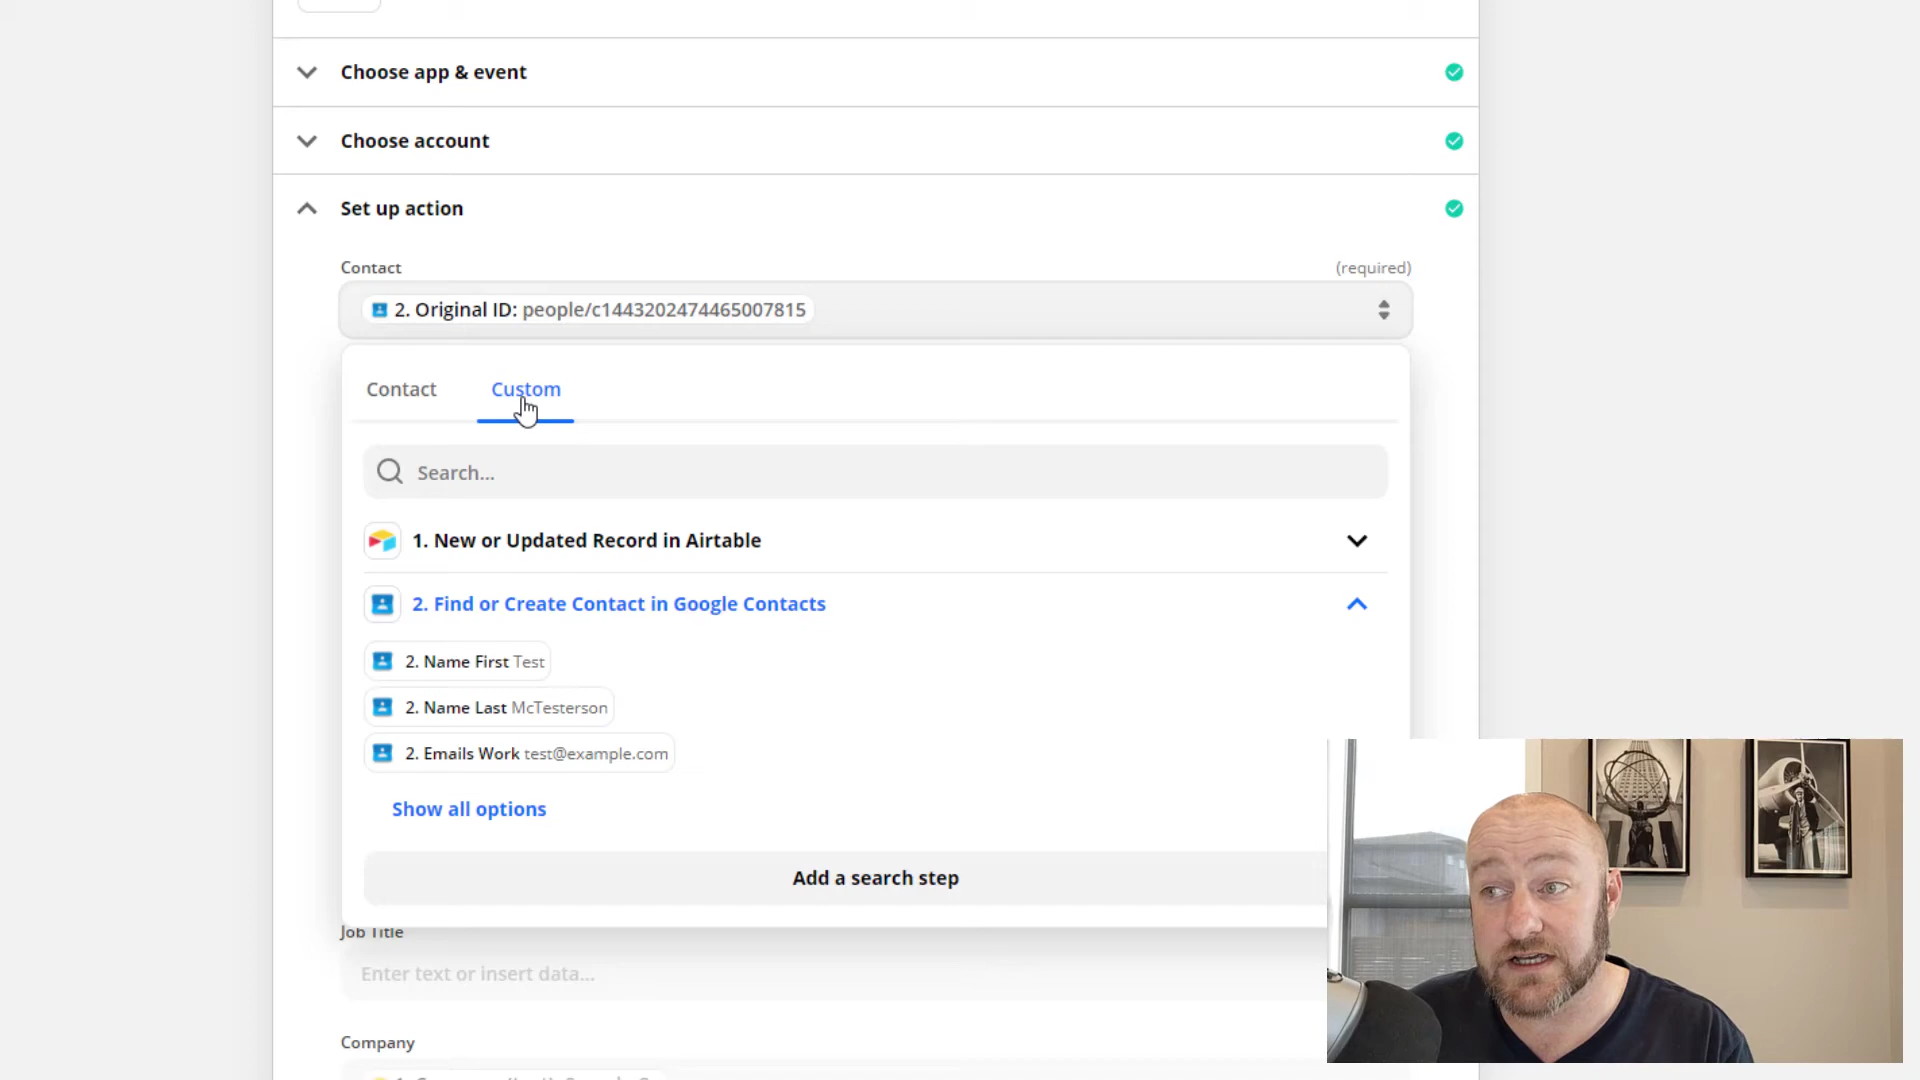 Choose app & event
Choose account
Set up action
Contact
(required)
2. Original ID: people/c1443202474465007815
Contact
Custom
Search...
1. New or Updated Record in Airtable
2. Find or Create Contact in Google Contacts
2. Name First Test
2. Name Last McTesterson
2. Emails Work test@example.com
Show all options
Add a search step
Job Title
Enter text or insert data...
Company